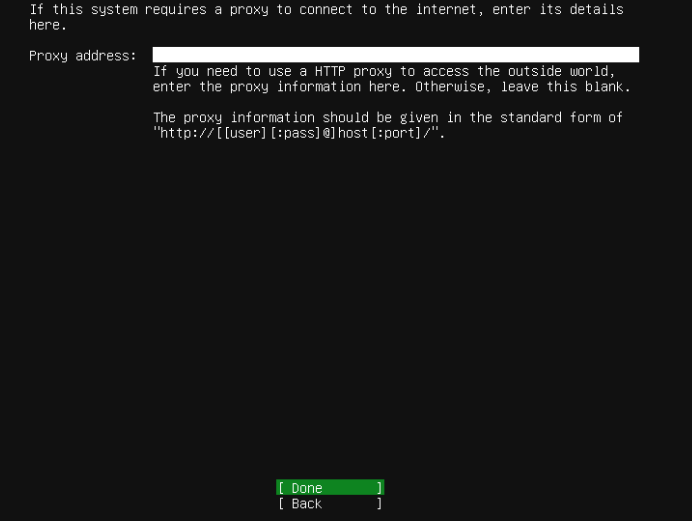 If this system requires a proxy to connect to the internet, enter its details
here.
Proxy address:
If you need to use a HTTP proxy to access the outside world,
enter the proxy information here. Otherwise, leave this blank.
The proxy information should be given in the standard form of
"http://[[user][:pass]@]host[:port]/".
[ Done ]
[ Back ]